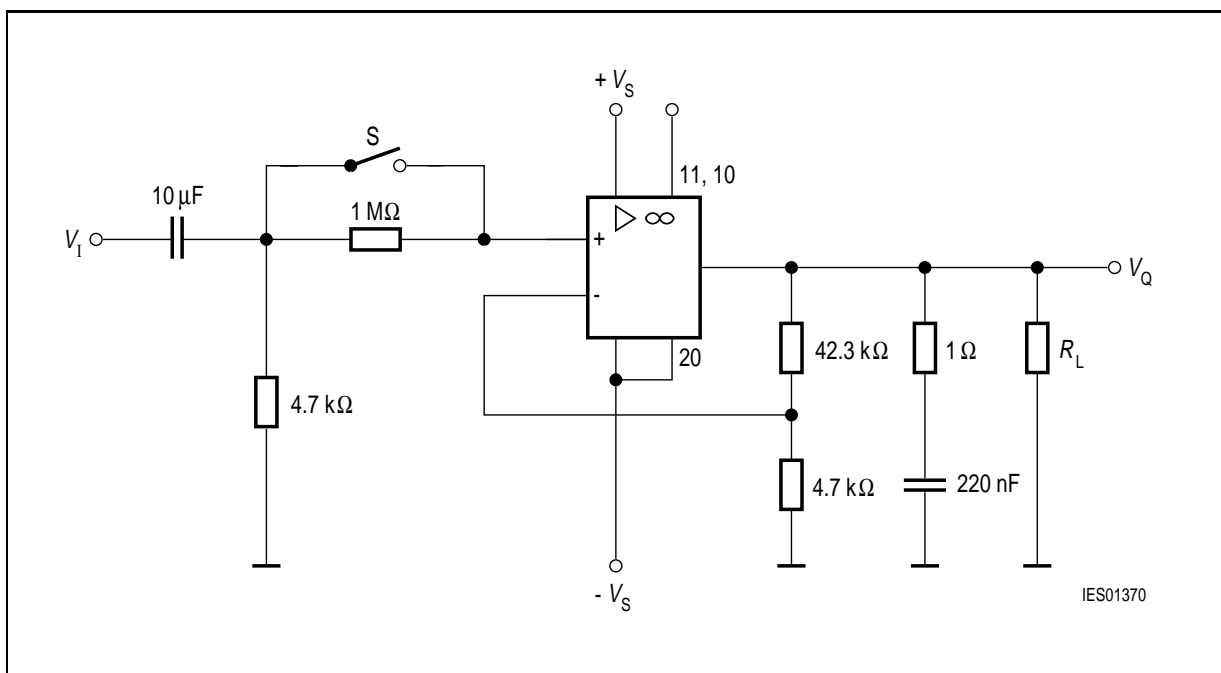 + V_S
S
11, 10
10 µF
1 MΩ
V_I
+
∞
-
V_Q
20
42.3 kΩ
1 Ω
R_L
4.7 kΩ
4.7 kΩ
220 nF
- V_S
IES01370